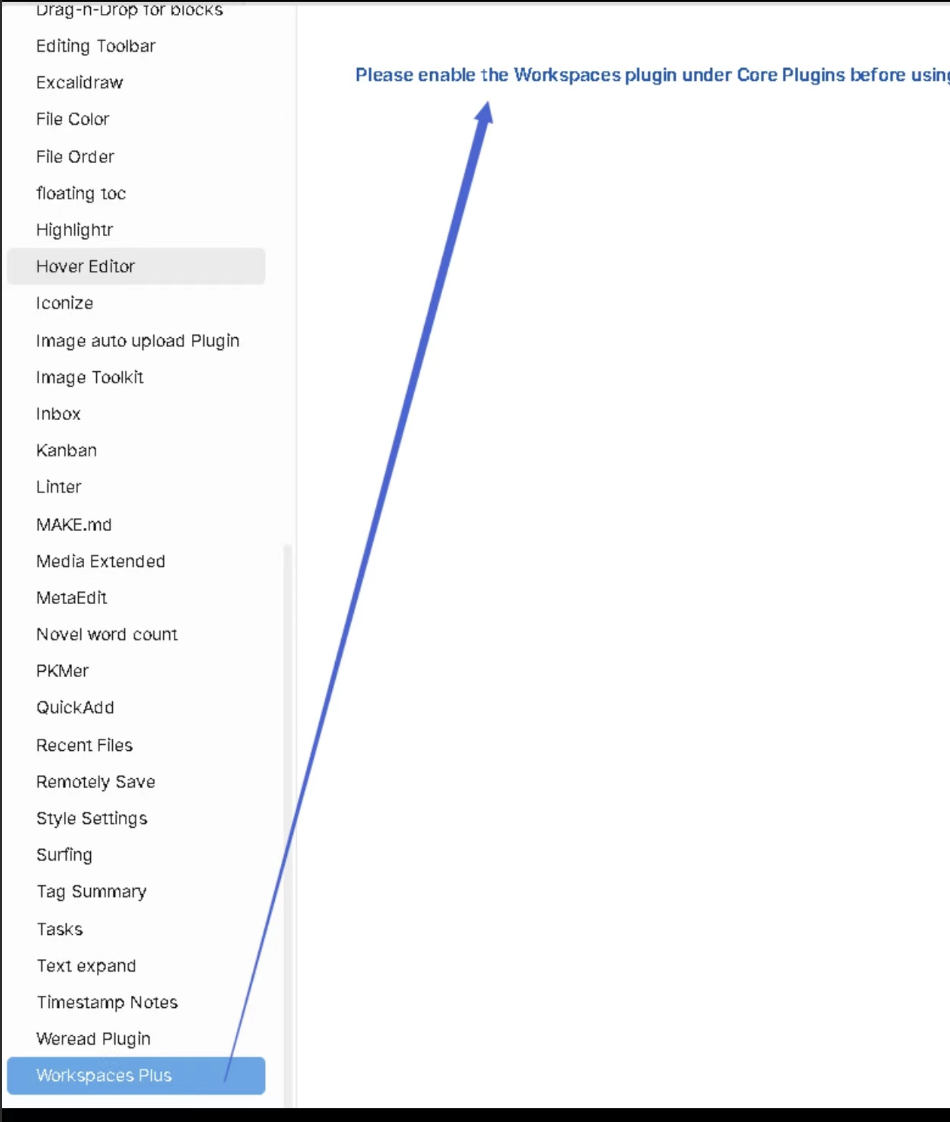 Drag-n-Drop for blocks
Editing Toolbar
Excalidraw
File Color
File Order
floating toc
Highlightr
Hover Editor
Iconize
Image auto upload Plugin
Image Toolkit
Inbox
Kanban
Linter
MAKE.md
Media Extended
MetaEdit
Novel word count
PKMer
QuickAdd
Recent Files
Remotely Save
Style Settings
Surfing
Tag Summary
Tasks
Text expand
Timestamp Notes
Weread Plugin
Workspaces Plus
Please enable the Workspaces plugin under Core Plugins before using